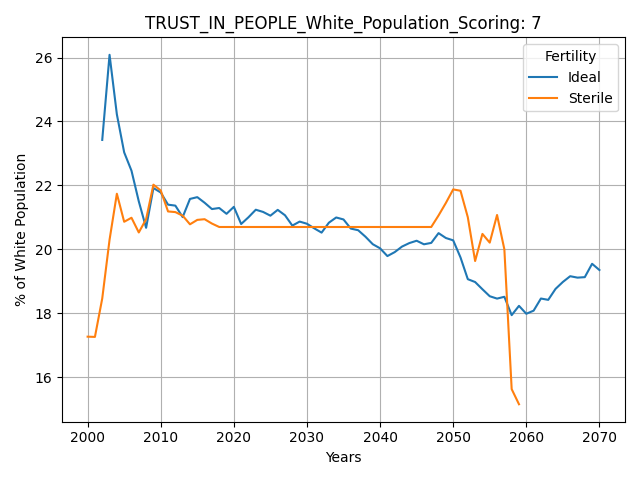 TRUST_IN_PEOPLE_White_Population_Scoring: 7
Fertility
Ideal
Sterile
% of White Population
26
24
22
20
18
16
2000 2010 2020 2030 2040 2050 2060 2070
Years